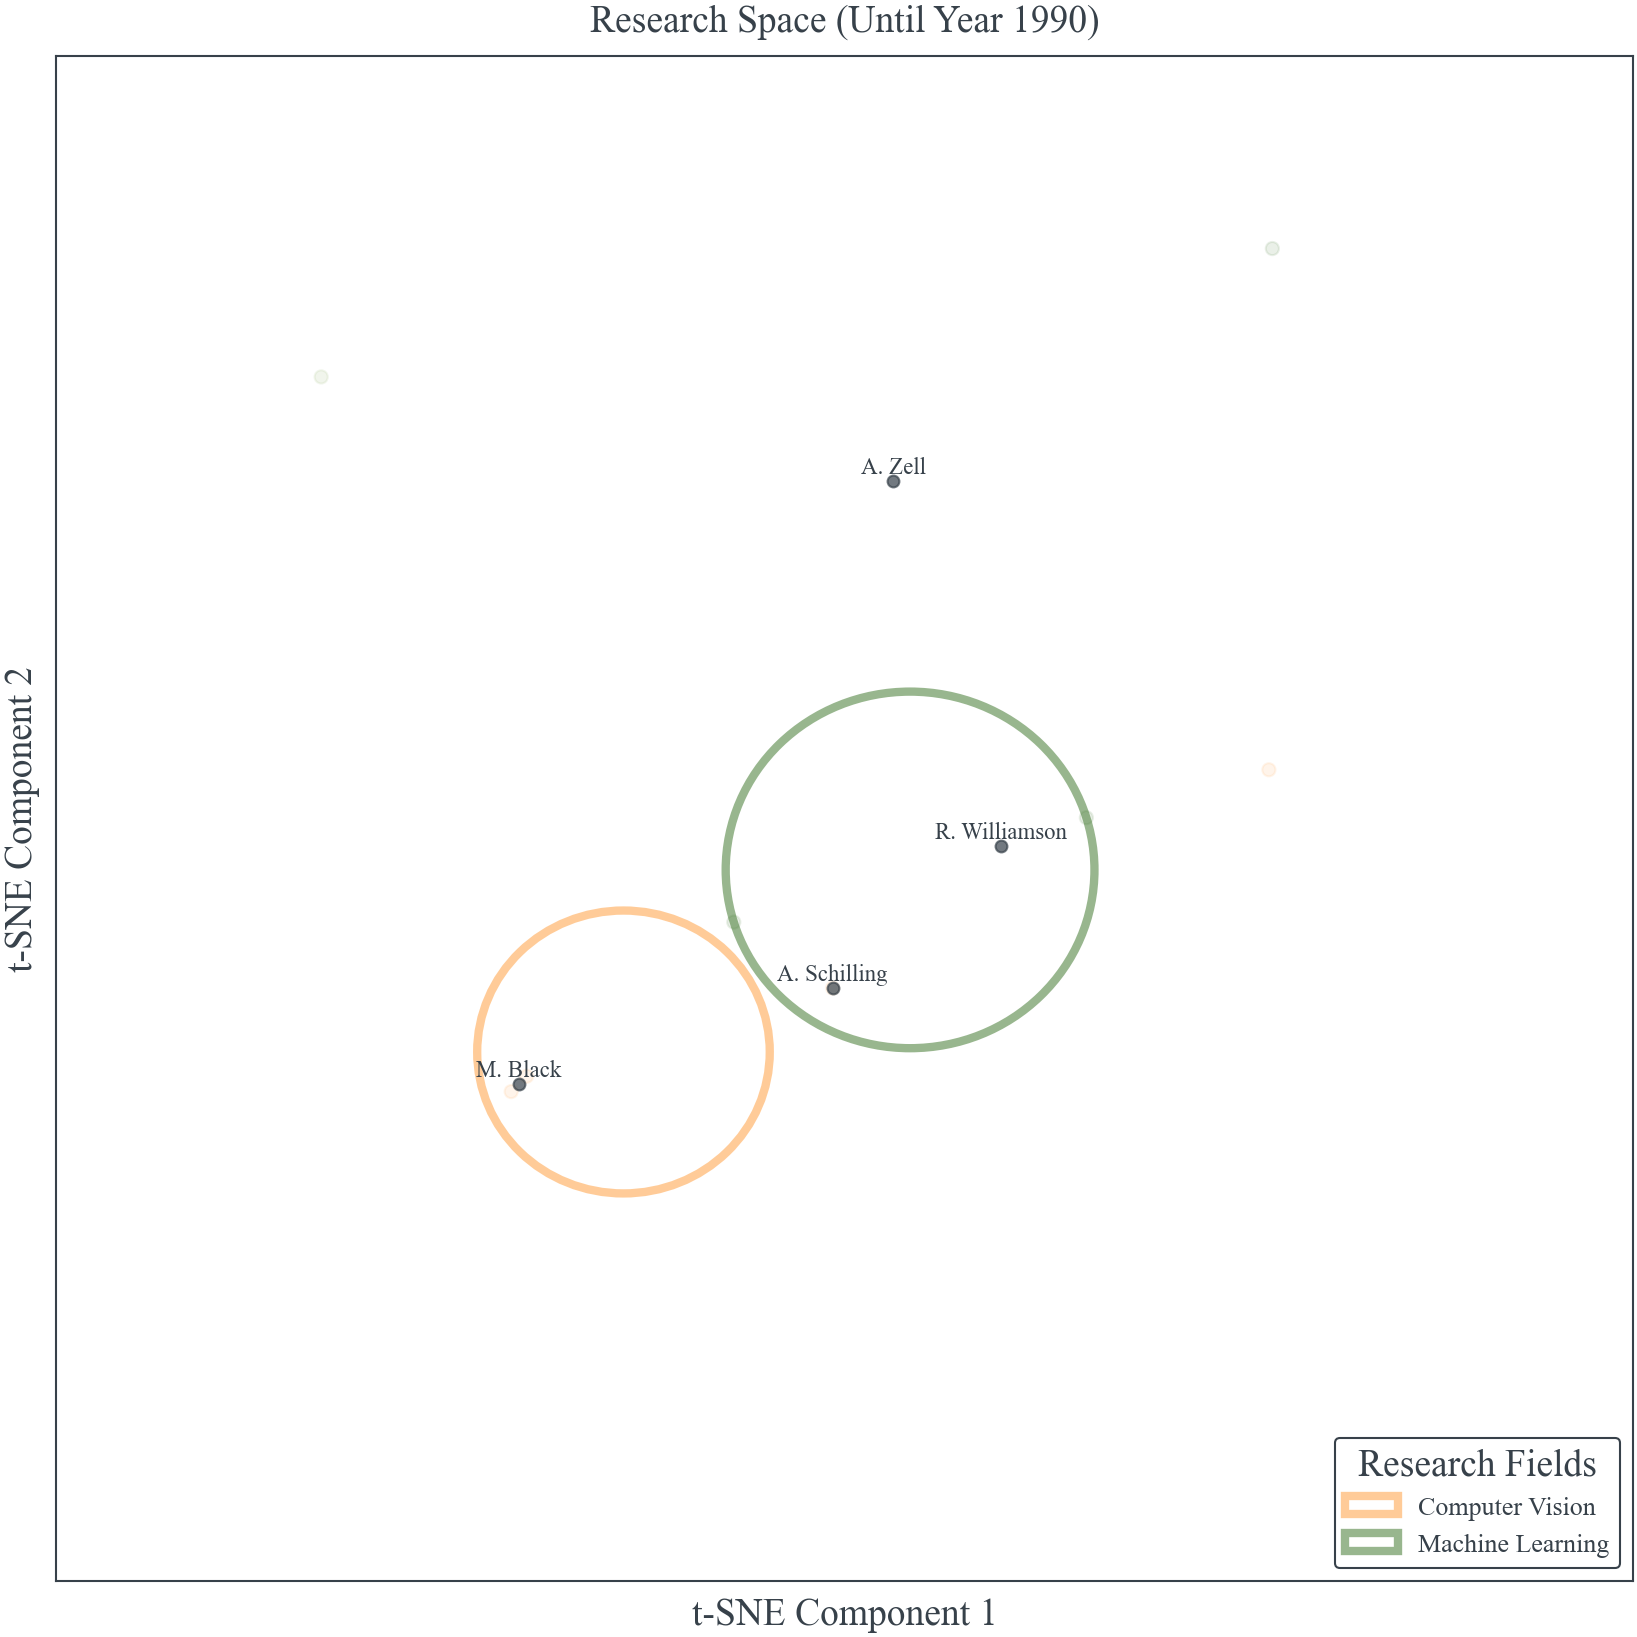 Research Space (Until Year 1990)
A. Zell
R. Williamson
A. Schilling
M. Black
t-SNE Component 2
t-SNE Component 1
Research Fields
Computer Vision
Machine Learning